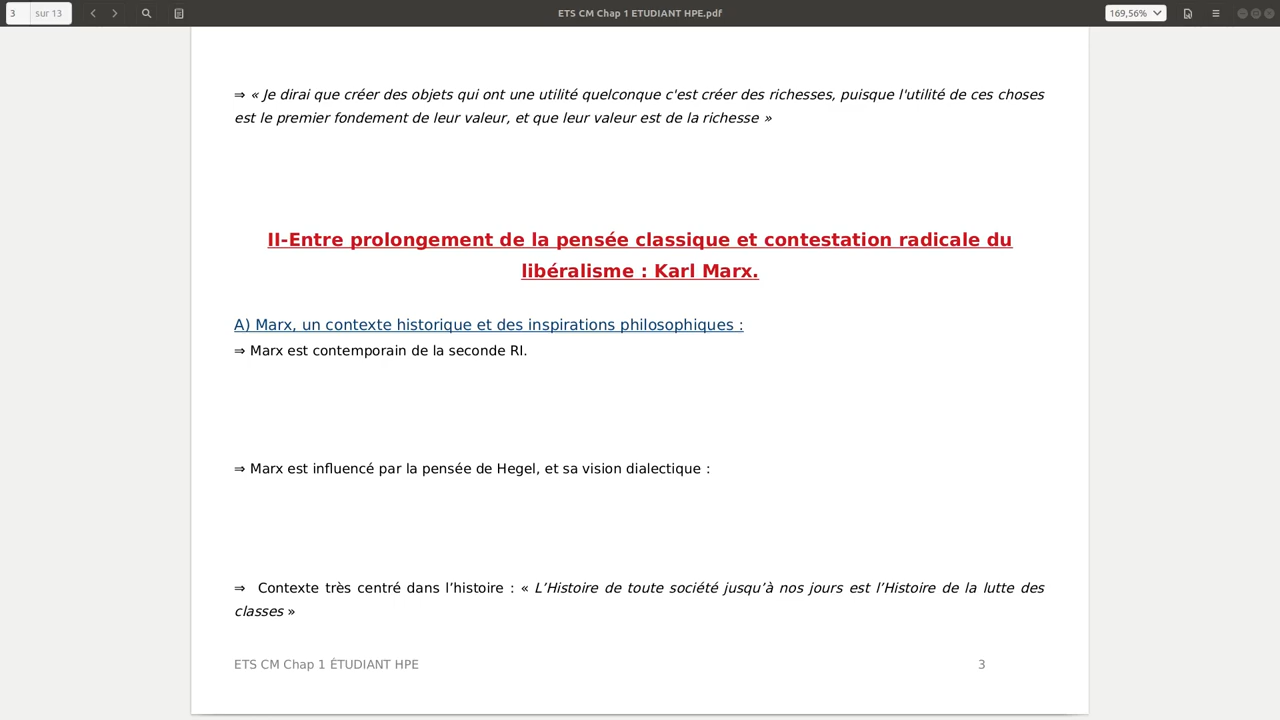 3 sur 13 ETS CM Chap 1 ETUDIANT HPE.pdf 169,56%
⇒ « Je dirai que créer des objets qui ont une utilité quelconque c'est créer des richesses, puisque l'utilité de ces choses
est le premier fondement de leur valeur, et que leur valeur est de la richesse »
II-Entre prolongement de la pensée classique et contestation radicale du
libéralisme : Karl Marx.
A) Marx, un contexte historique et des inspirations philosophiques :
⇒ Marx est contemporain de la seconde RI.
⇒ Marx est influencé par la pensée de Hegel, et sa vision dialectique :
⇒ Contexte très centré dans l’histoire : « L’Histoire de toute société jusqu’à nos jours est l’Histoire de la lutte des
classes »
ETS CM Chap 1 ÉTUDIANT HPE 3